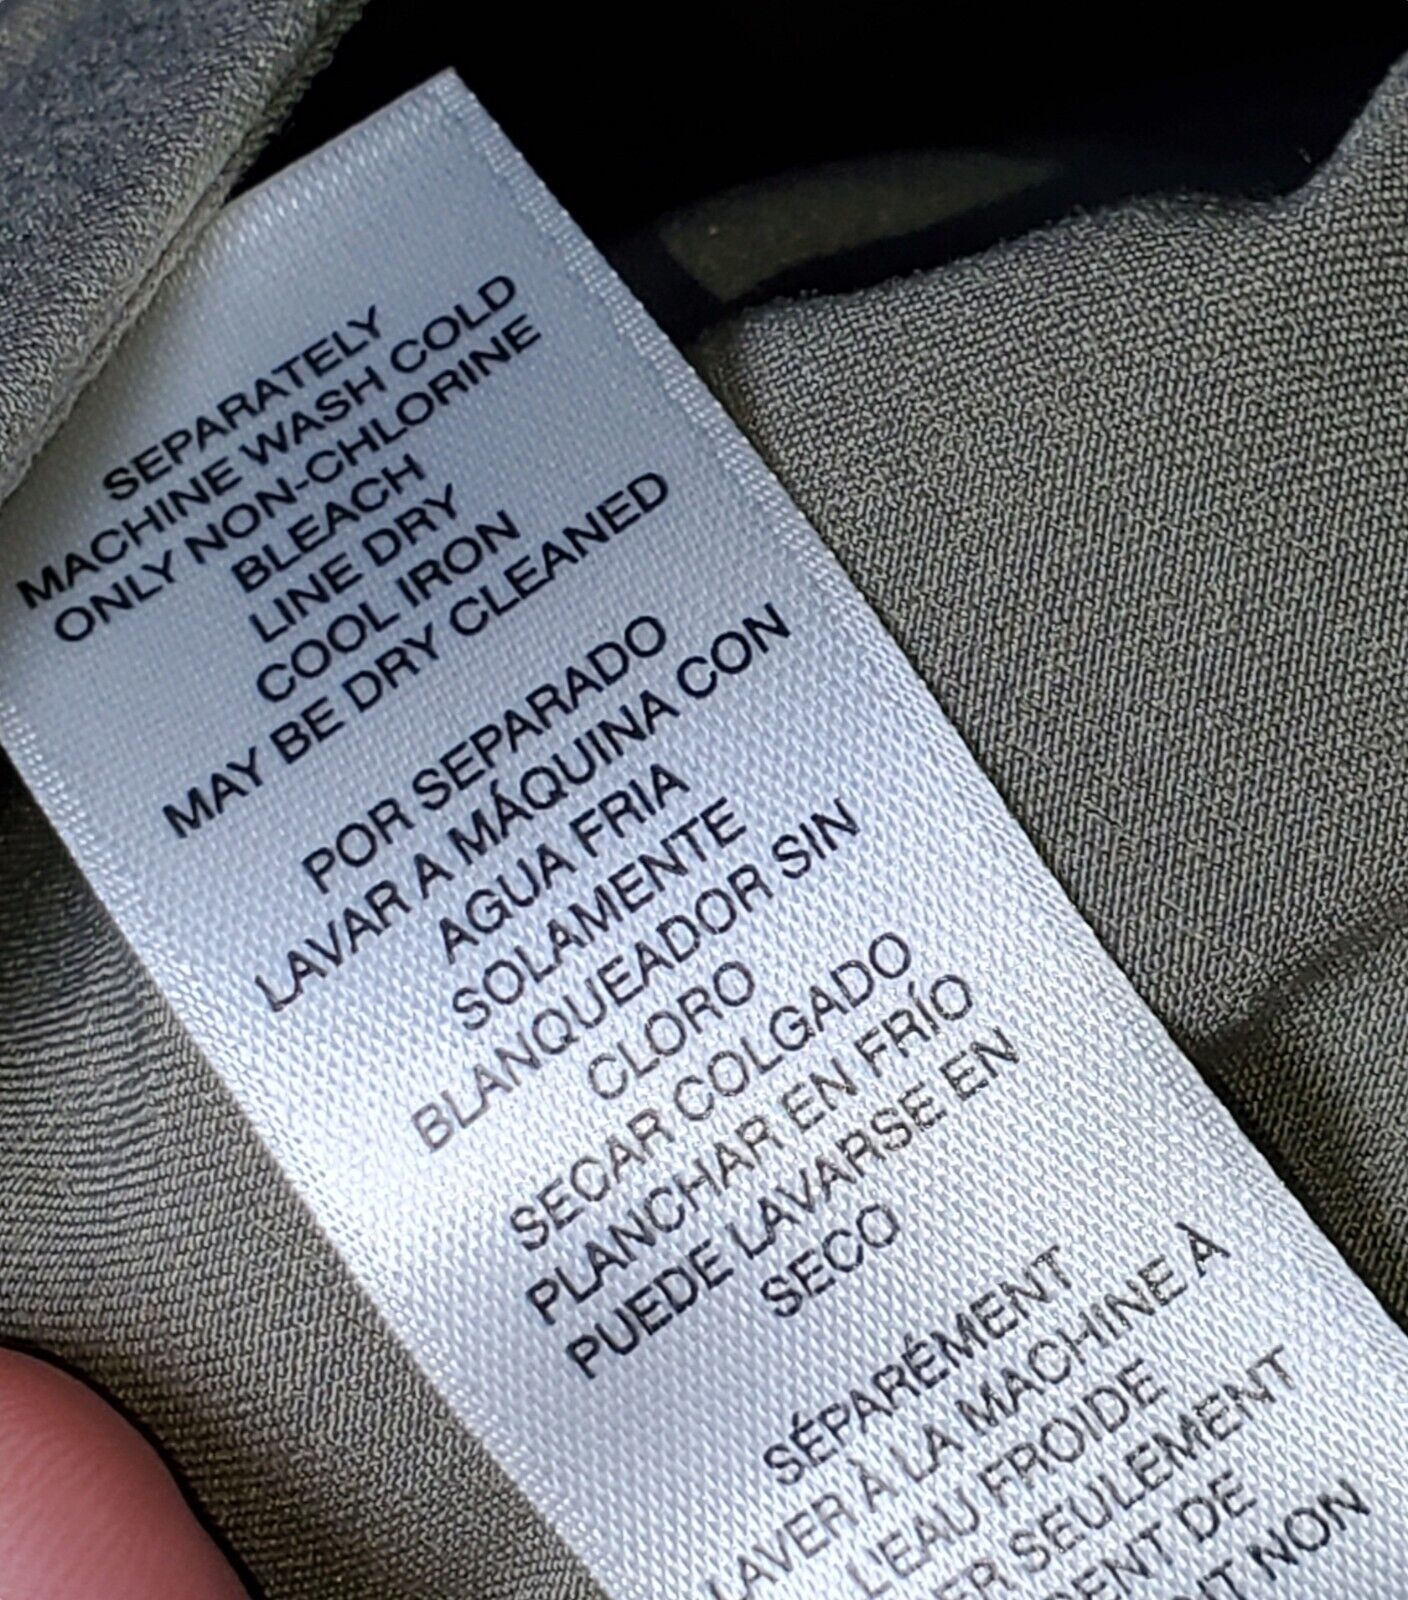 SEPARATELY
MACHINE WASH COLD
ONLY NON-CHLORINE
BLEACH
LINE DRY
COOL IRON
MAY BE DRY CLEANED
POR SEPARADO
LAVAR A MÁQUINA CON
AGUA FRIA
SOLAMENTE
BLANQUEADOR SIN
CLORO
SECAR COLGADO
PLANCHAR EN FRÍO
PUEDE LAVARSE EN
SECO
SÉPARÉMENT
LAVER À LA MACHINE À
L'EAU FROIDE
SEULEMENT
DE
NON